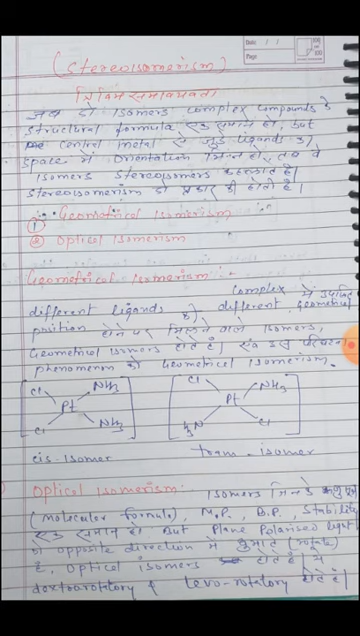 Date / /
Page
(Stereoisomerism)
त्रिविम समावयवता
जब दो Isomers complex compounds के
structural formula एक समान हो, but
central metal से जुड़े ligands का
space में orientation भिन्न हो, तब वे
isomers stereoisomers कहलाते हैं।
Stereoisomerism दो प्रकार की होती है।
① Geometrical Isomerism
② Optical Isomerism
Geometrical Isomerism :-
complex में
different ligands की different geometrical
position होने पर मिलने वाले isomers,
Geometrical isomers होते हैं। एवं इस
phenomenon को Geometrical Isomerism.
Cl NH3 Cl NH3
Pt Pt
Cl NH3 H3N Cl
cis-isomer trans-isomer
Optical Isomerism: Isomers जिनके
(Molecular formula), M.P., B.P. Stability
एक समान हो. But Plane Polarised light
को opposite direction में घुमाते (rotate)
है, optical isomers होते है ये
dextrorotatory & Levo-rotatory होते हैं।